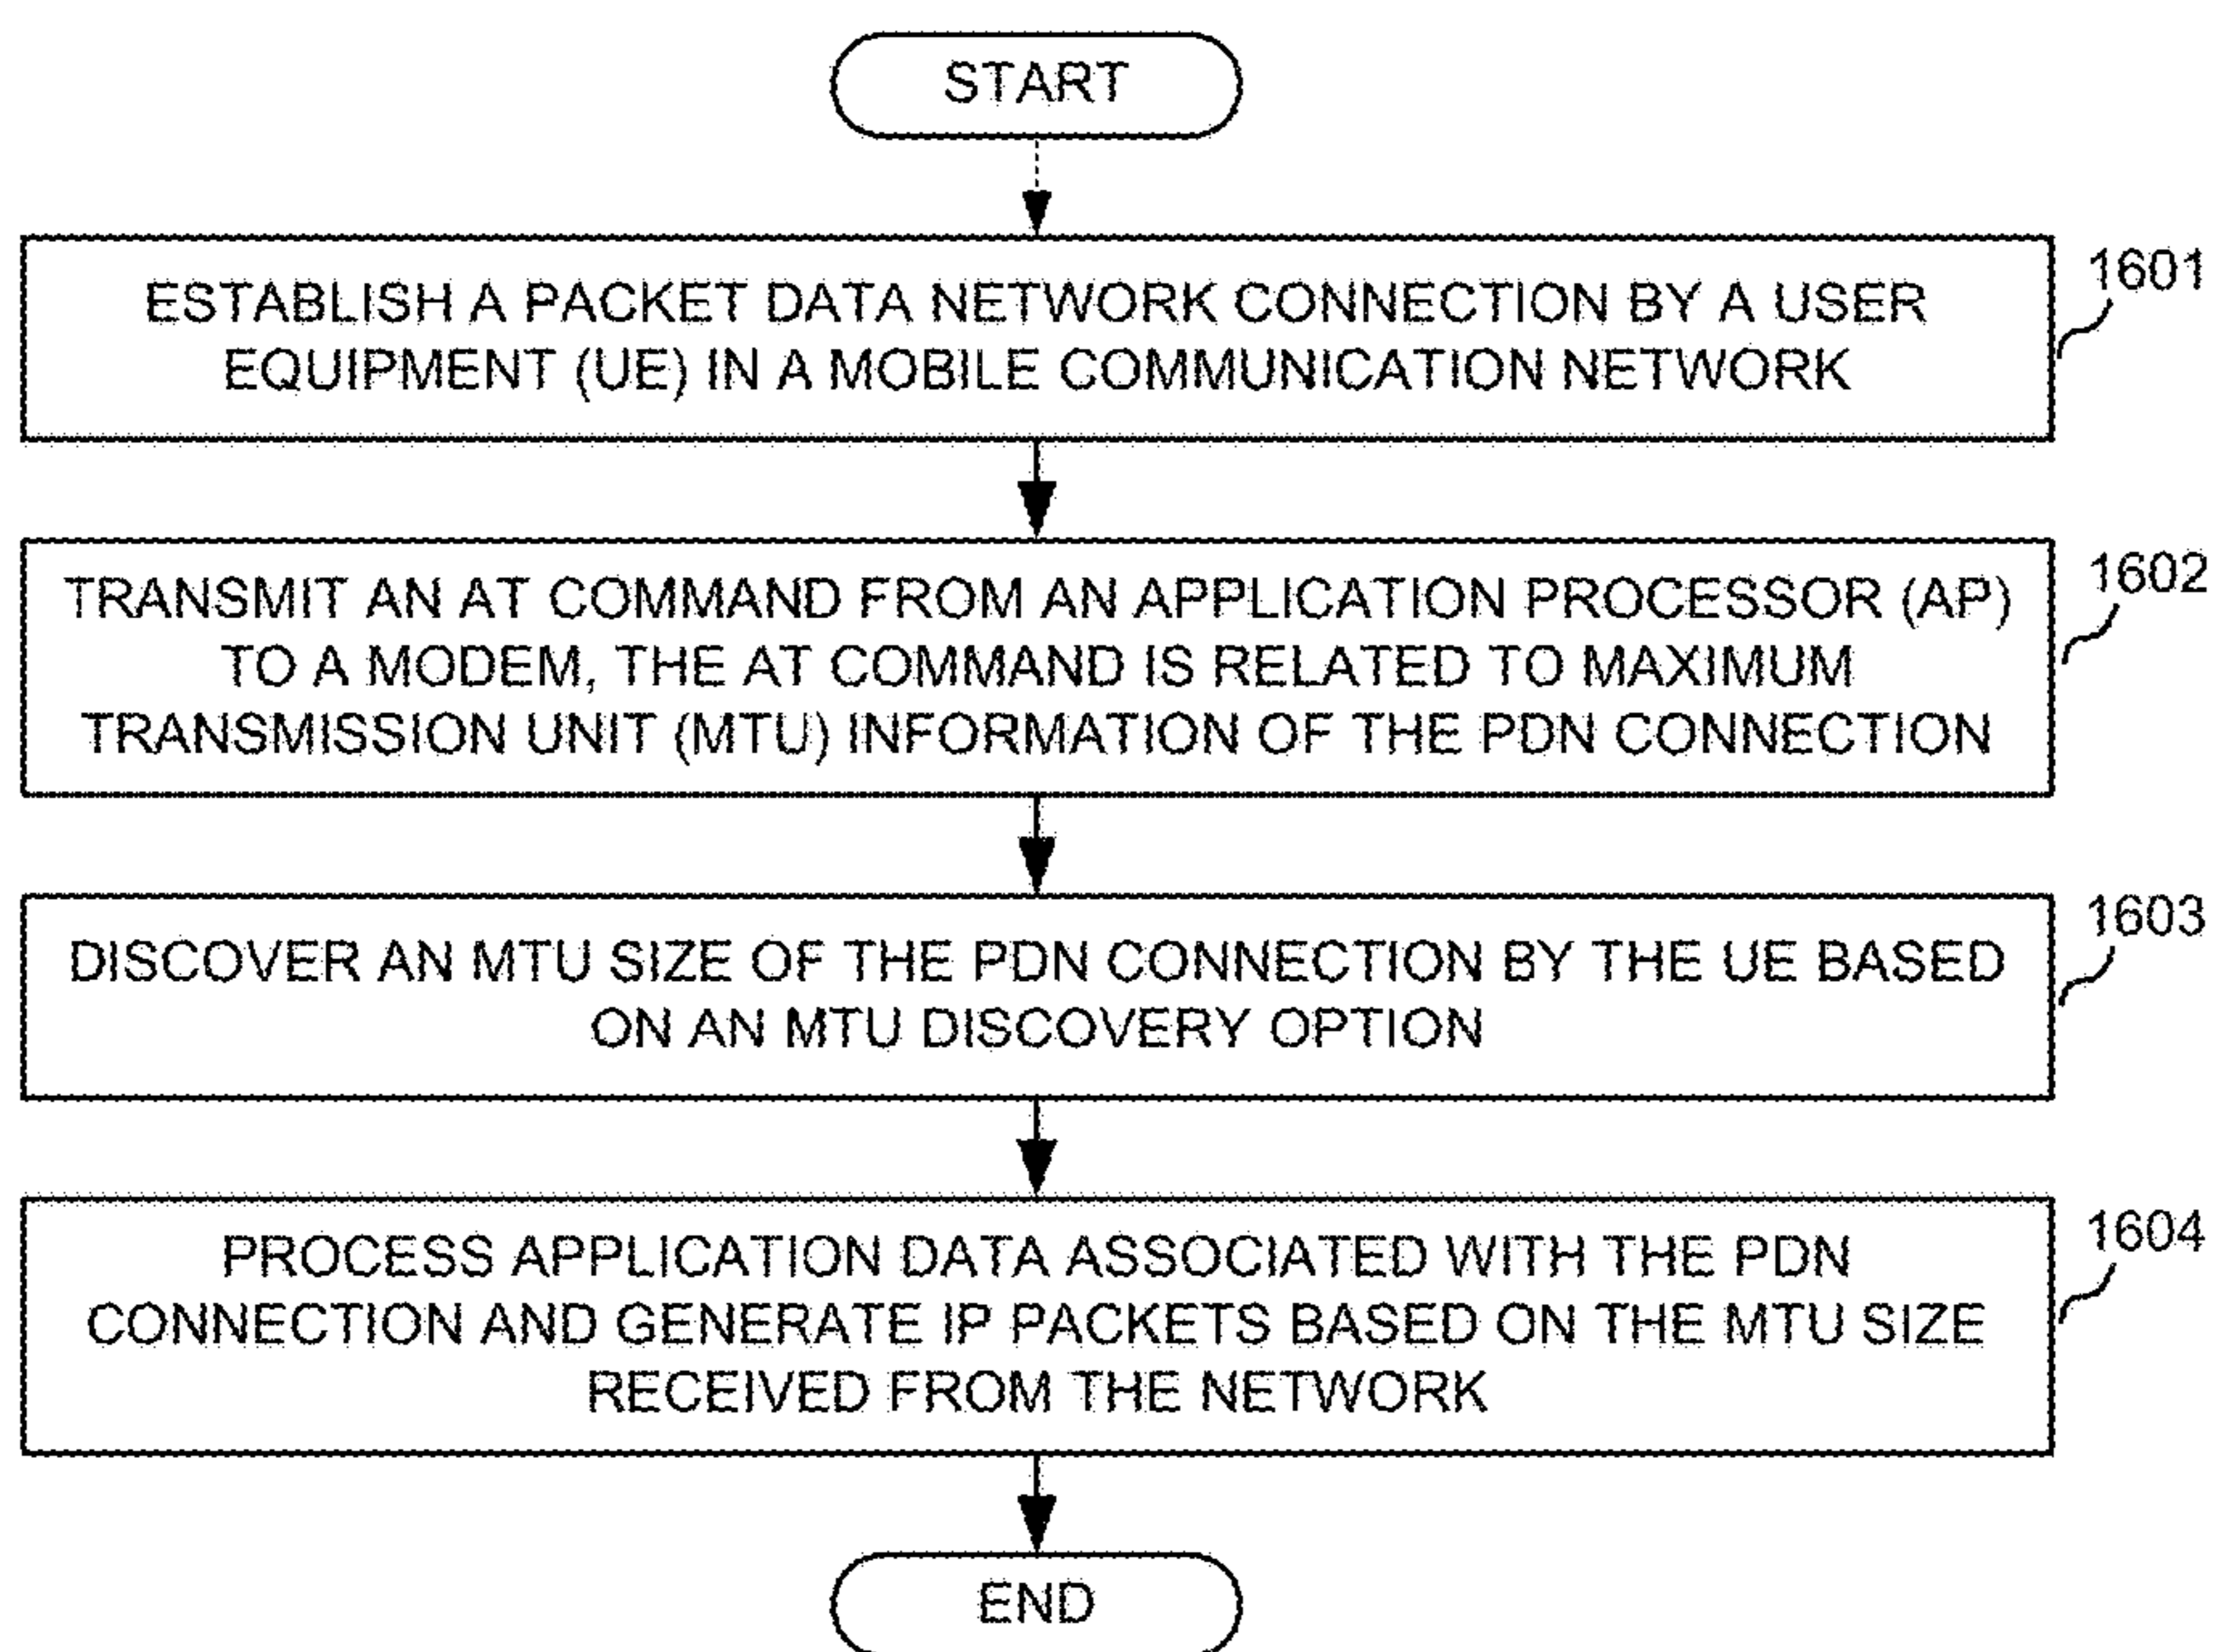 START
ESTABLISH A PACKET DATA NETWORK CONNECTION BY A USER
EQUIPMENT (UE) IN A MOBILE COMMUNICATION NETWORK
1601
TRANSMIT AN AT COMMAND FROM AN APPLICATION PROCESSOR (AP)
TO A MODEM, THE AT COMMAND IS RELATED TO MAXIMUM
TRANSMISSION UNIT (MTU) INFORMATION OF THE PDN CONNECTION
1602
DISCOVER AN MTU SIZE OF THE PDN CONNECTION BY THE UE BASED
ON AN MTU DISCOVERY OPTION
1603
PROCESS APPLICATION DATA ASSOCIATED WITH THE PDN
CONNECTION AND GENERATE IP PACKETS BASED ON THE MTU SIZE
RECEIVED FROM THE NETWORK
1604
END